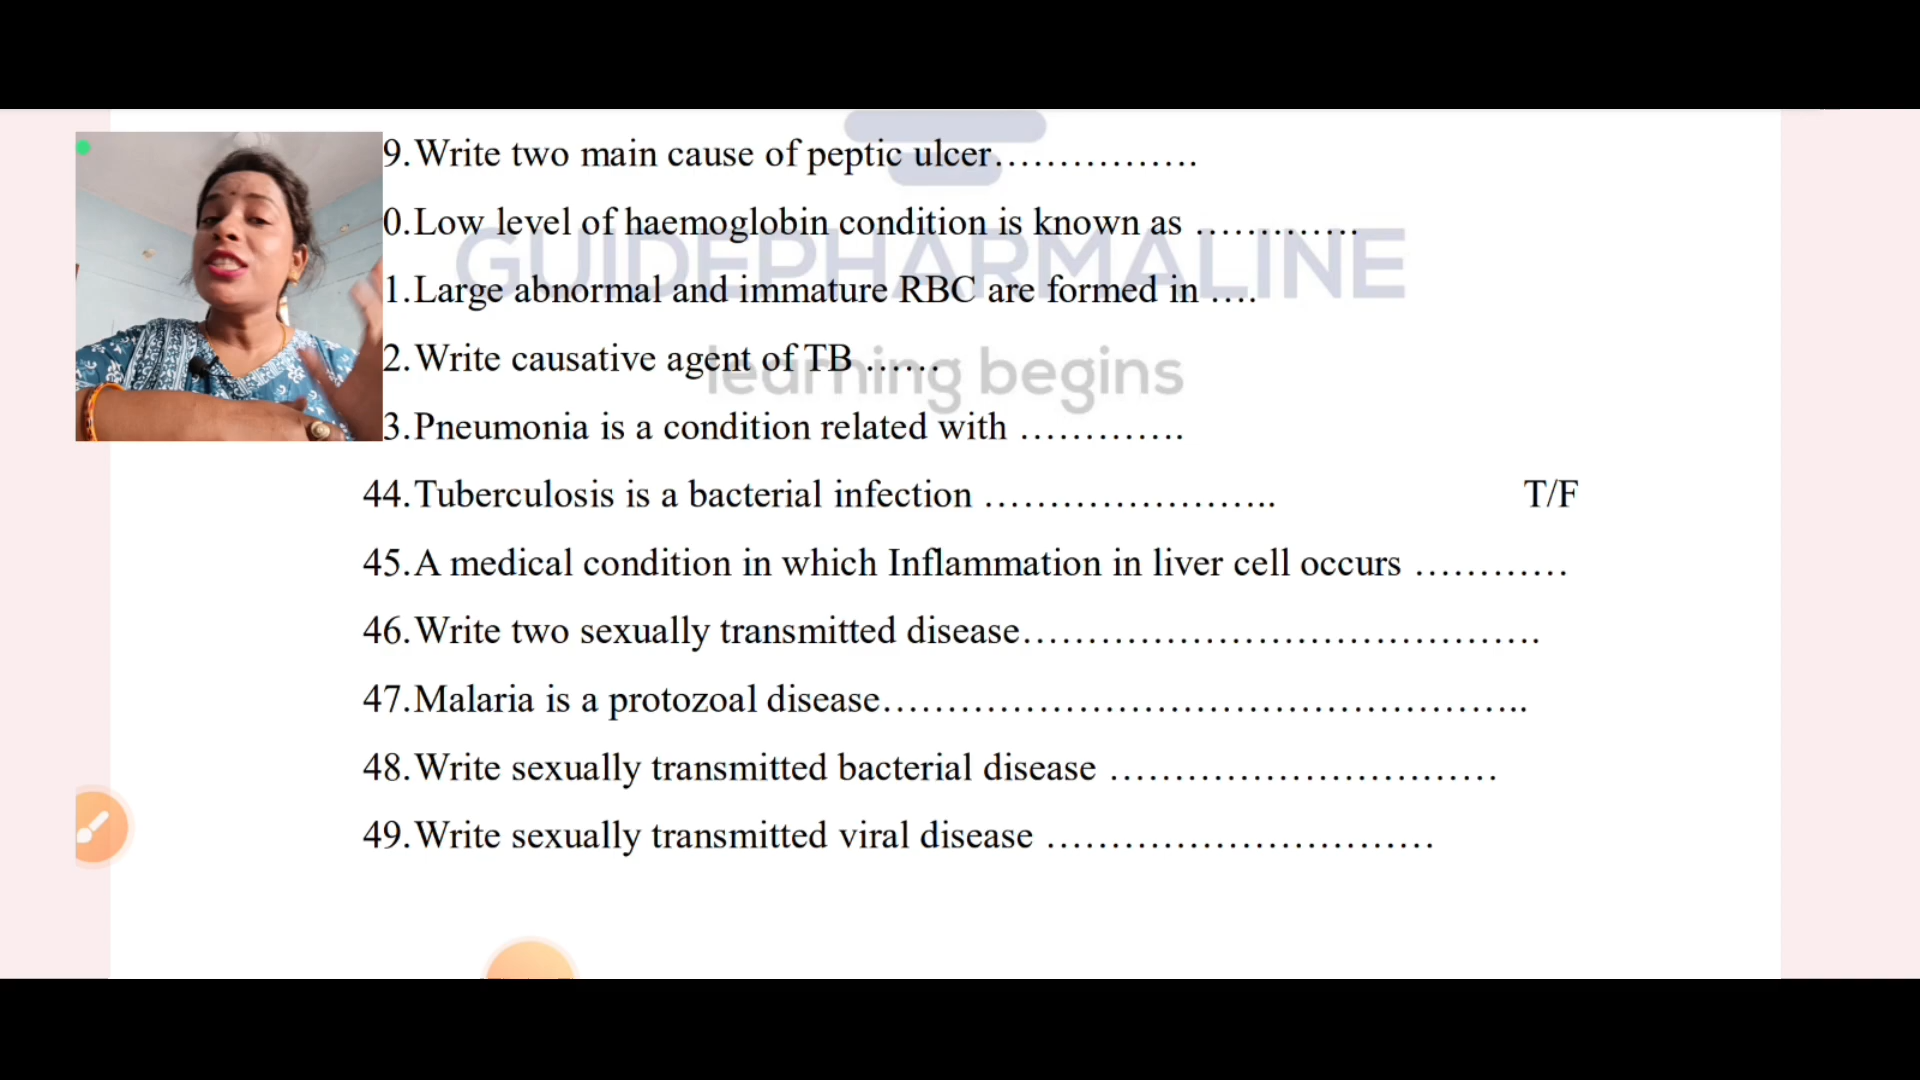 9.Write two main cause of peptic ulcer…………….
0.Low level of haemoglobin condition is known as ………….
GUIDEPHARMALINE
1.Large abnormal and immature RBC are formed in ….
2.Write causative agent of TB ……
learning begins
3.Pneumonia is a condition related with ………….
44.Tuberculosis is a bacterial infection ………………….. T/F
45.A medical condition in which Inflammation in liver cell occurs …………
46.Write two sexually transmitted disease………………………………….
47.Malaria is a protozoal disease…………………………………………..
48.Write sexually transmitted bacterial disease …………………………
49.Write sexually transmitted viral disease …………………………